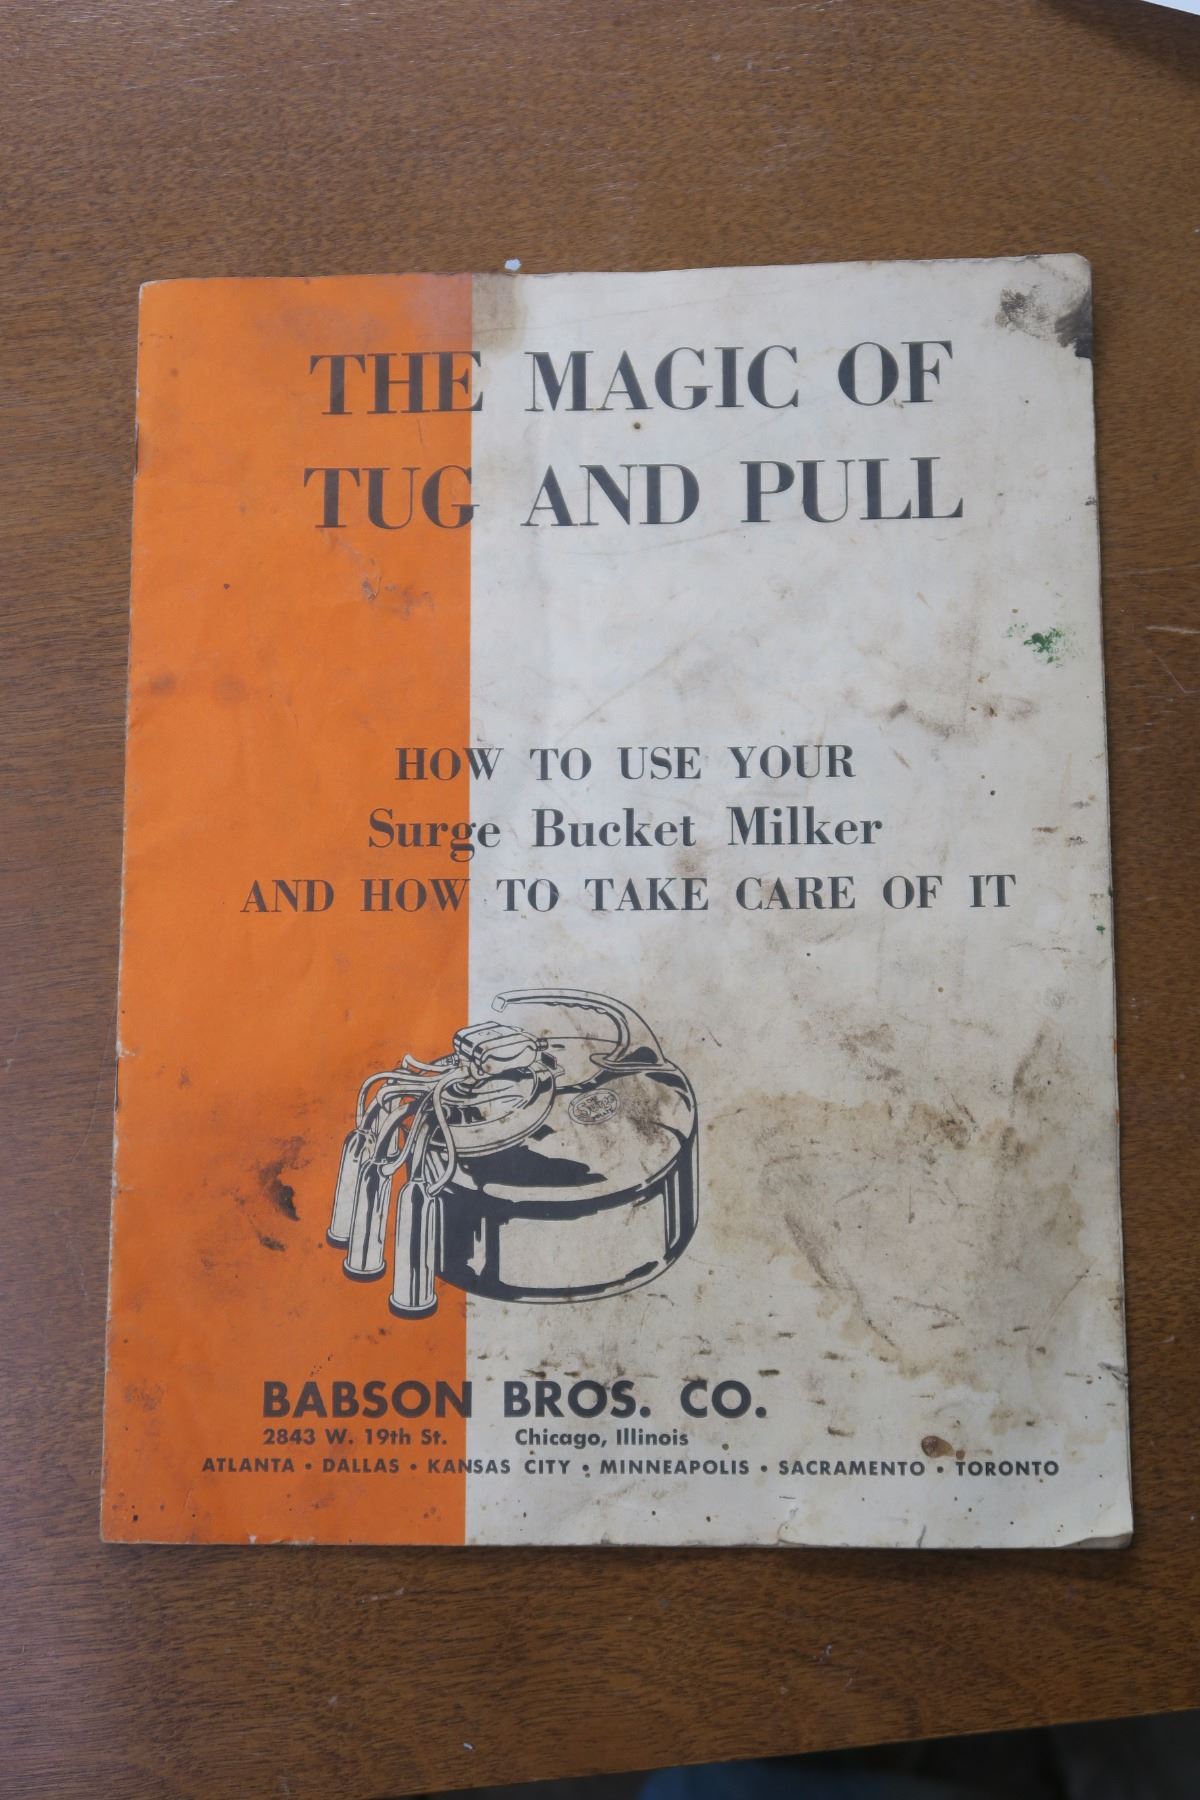 THE MAGIC OF
TUG AND PULL
HOW TO USE YOUR
Surge Bucket Milker
AND HOW TO TAKE CARE OF IT
Surge
BABSON BROS. CO.
2843 W. 19th St. Chicago, Illinois
ATLANTA • DALLAS • KANSAS CITY • MINNEAPOLIS • SACRAMENTO • TORONTO